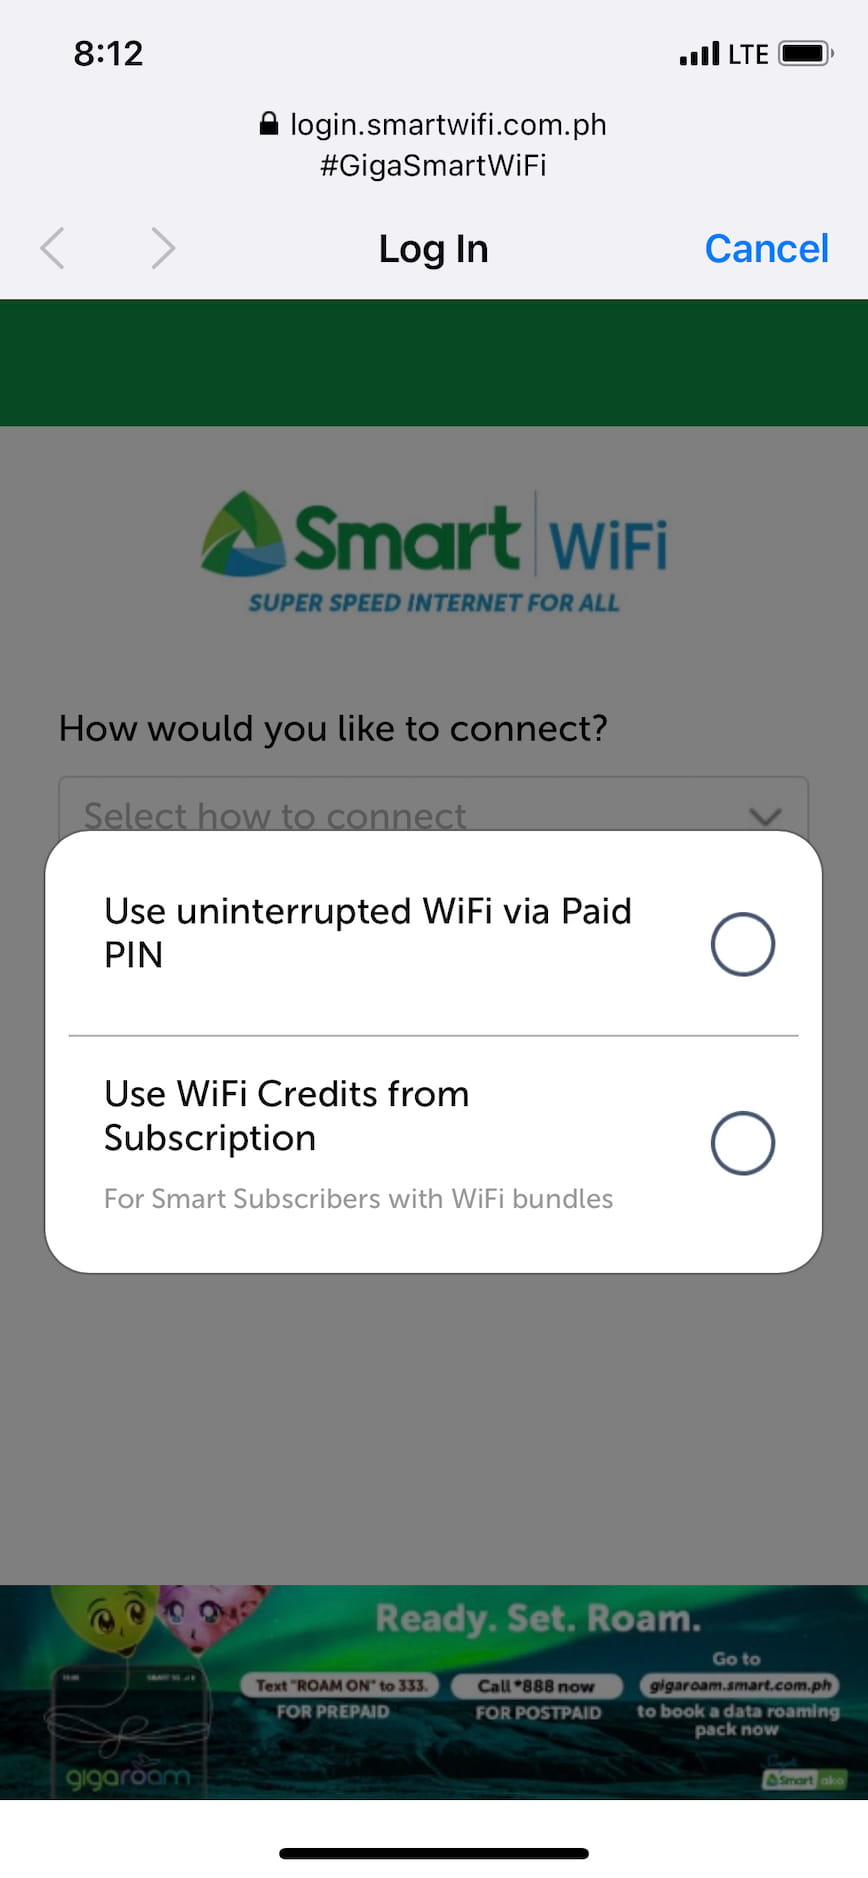 8:12
LTE
login.smartwifi.com.ph
#GigaSmartWiFi
Log In
Cancel
Smart WiFi
SUPER SPEED INTERNET FOR ALL
How would you like to connect?
Select how to connect
Use uninterrupted WiFi via Paid
PIN
Use WiFi Credits from
Subscription
For Smart Subscribers with WiFi bundles
Ready. Set. Roam.
Text "ROAM ON" to 333.
FOR PREPAID
Call *888 now
FOR POSTPAID
Go to
gigaroam.smart.com.ph
to book a data roaming
pack now
gigaroam
Smart ako